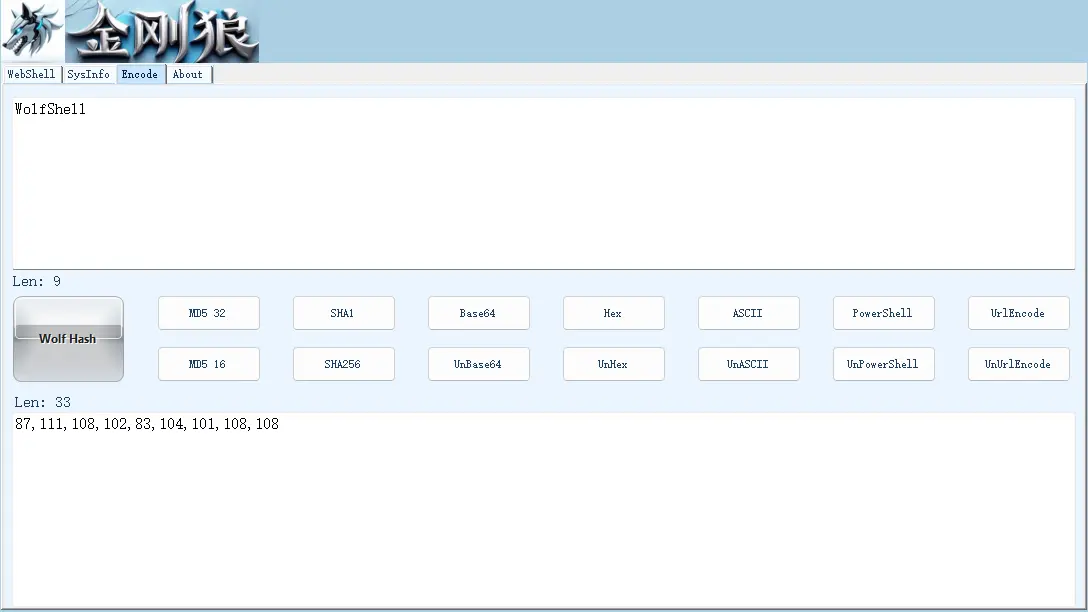 金刚狼
WebShell SysInfo Encode About
WolfShell
Len: 9
MD5 32 SHA1 Base64 Hex ASCII PowerShell UrlEncode
Wolf Hash
MD5 16 SHA256 UnBase64 UnHex UnASCII UnPowerShell UnUrlEncode
Len: 33
87,111,108,102,83,104,101,108,108